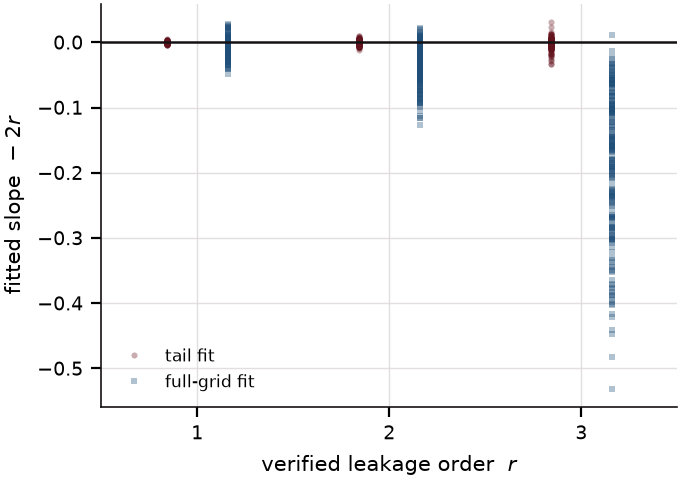 0.0
−0.1
−0.2
−0.3
−0.4
−0.5
fitted slope − 2r
tail fit
full-grid fit
1 2 3
verified leakage order r